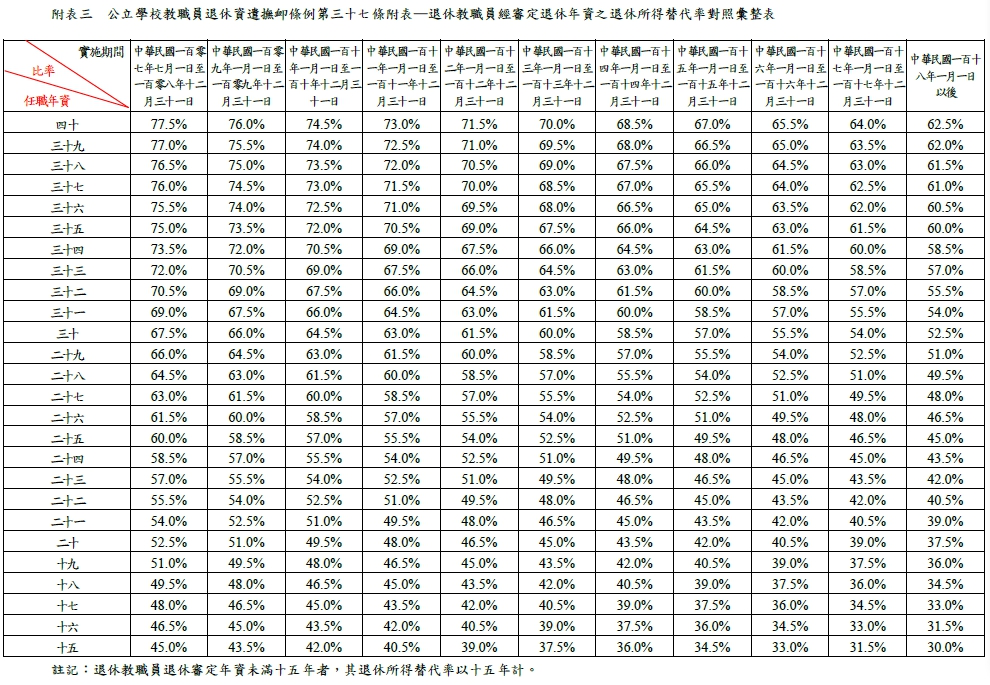 附表三　公立學校教職員退休資遣撫卹條例第三十七條附表—退休教職員經審定退休年資之退休所得替代率對照彙整表
實施期間
比率
任職年資
中華民國一百零
七年七月一日至
一百零八年十二
月三十一日
中華民國一百零
九年一月一日至
一百零九年十二
月三十一日
中華民國一百十
年一月一日至一
百十年十二月三
十一日
中華民國一百十
一年一月一日至
一百十一年十二
月三十一日
中華民國一百十
二年一月一日至
一百十二年十二
月三十一日
中華民國一百十
三年一月一日至
一百十三年十二
月三十一日
中華民國一百十
四年一月一日至
一百十四年十二
月三十一日
中華民國一百十
五年一月一日至
一百十五年十二
月三十一日
中華民國一百十
六年一月一日至
一百十六年十二
月三十一日
中華民國一百十
七年一月一日至
一百十七年十二
月三十一日
中華民國一百十
八年一月一日
以後
四十 77.5% 76.0% 74.5% 73.0% 71.5% 70.0% 68.5% 67.0% 65.5% 64.0% 62.5%
三十九 77.0% 75.5% 74.0% 72.5% 71.0% 69.5% 68.0% 66.5% 65.0% 63.5% 62.0%
三十八 76.5% 75.0% 73.5% 72.0% 70.5% 69.0% 67.5% 66.0% 64.5% 63.0% 61.5%
三十七 76.0% 74.5% 73.0% 71.5% 70.0% 68.5% 67.0% 65.5% 64.0% 62.5% 61.0%
三十六 75.5% 74.0% 72.5% 71.0% 69.5% 68.0% 66.5% 65.0% 63.5% 62.0% 60.5%
三十五 75.0% 73.5% 72.0% 70.5% 69.0% 67.5% 66.0% 64.5% 63.0% 61.5% 60.0%
三十四 73.5% 72.0% 70.5% 69.0% 67.5% 66.0% 64.5% 63.0% 61.5% 60.0% 58.5%
三十三 72.0% 70.5% 69.0% 67.5% 66.0% 64.5% 63.0% 61.5% 60.0% 58.5% 57.0%
三十二 70.5% 69.0% 67.5% 66.0% 64.5% 63.0% 61.5% 60.0% 58.5% 57.0% 55.5%
三十一 69.0% 67.5% 66.0% 64.5% 63.0% 61.5% 60.0% 58.5% 57.0% 55.5% 54.0%
三十 67.5% 66.0% 64.5% 63.0% 61.5% 60.0% 58.5% 57.0% 55.5% 54.0% 52.5%
二十九 66.0% 64.5% 63.0% 61.5% 60.0% 58.5% 57.0% 55.5% 54.0% 52.5% 51.0%
二十八 64.5% 63.0% 61.5% 60.0% 58.5% 57.0% 55.5% 54.0% 52.5% 51.0% 49.5%
二十七 63.0% 61.5% 60.0% 58.5% 57.0% 55.5% 54.0% 52.5% 51.0% 49.5% 48.0%
二十六 61.5% 60.0% 58.5% 57.0% 55.5% 54.0% 52.5% 51.0% 49.5% 48.0% 46.5%
二十五 60.0% 58.5% 57.0% 55.5% 54.0% 52.5% 51.0% 49.5% 48.0% 46.5% 45.0%
二十四 58.5% 57.0% 55.5% 54.0% 52.5% 51.0% 49.5% 48.0% 46.5% 45.0% 43.5%
二十三 57.0% 55.5% 54.0% 52.5% 51.0% 49.5% 48.0% 46.5% 45.0% 43.5% 42.0%
二十二 55.5% 54.0% 52.5% 51.0% 49.5% 48.0% 46.5% 45.0% 43.5% 42.0% 40.5%
二十一 54.0% 52.5% 51.0% 49.5% 48.0% 46.5% 45.0% 43.5% 42.0% 40.5% 39.0%
二十 52.5% 51.0% 49.5% 48.0% 46.5% 45.0% 43.5% 42.0% 40.5% 39.0% 37.5%
十九 51.0% 49.5% 48.0% 46.5% 45.0% 43.5% 42.0% 40.5% 39.0% 37.5% 36.0%
十八 49.5% 48.0% 46.5% 45.0% 43.5% 42.0% 40.5% 39.0% 37.5% 36.0% 34.5%
十七 48.0% 46.5% 45.0% 43.5% 42.0% 40.5% 39.0% 37.5% 36.0% 34.5% 33.0%
十六 46.5% 45.0% 43.5% 42.0% 40.5% 39.0% 37.5% 36.0% 34.5% 33.0% 31.5%
十五 45.0% 43.5% 42.0% 40.5% 39.0% 37.5% 36.0% 34.5% 33.0% 31.5% 30.0%
註記：退休教職員退休審定年資未滿十五年者，其退休所得替代率以十五年計。